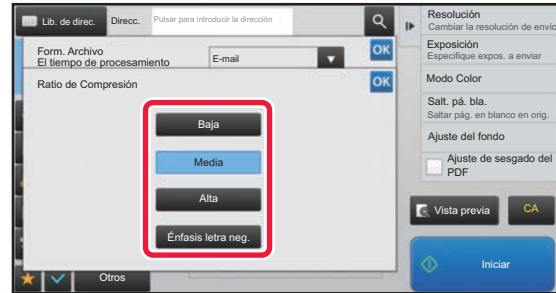 Lib. de direc.
Direcc.
Pulsar para introducir la dirección
Form. Archivo
El tiempo de procesamiento
E-mail
OK
Ratio de Compresión
OK
Baja
Media
Alta
Énfasis letra neg.
Otros
Resolución
Cambiar la resolución de envío
Exposición
Especifique expos. a enviar
Modo Color
Salt. pá. bla.
Saltar pág. en blanco en orig.
Ajuste del fondo
Ajuste de sesgado del
PDF
Vista previa
CA
Iniciar